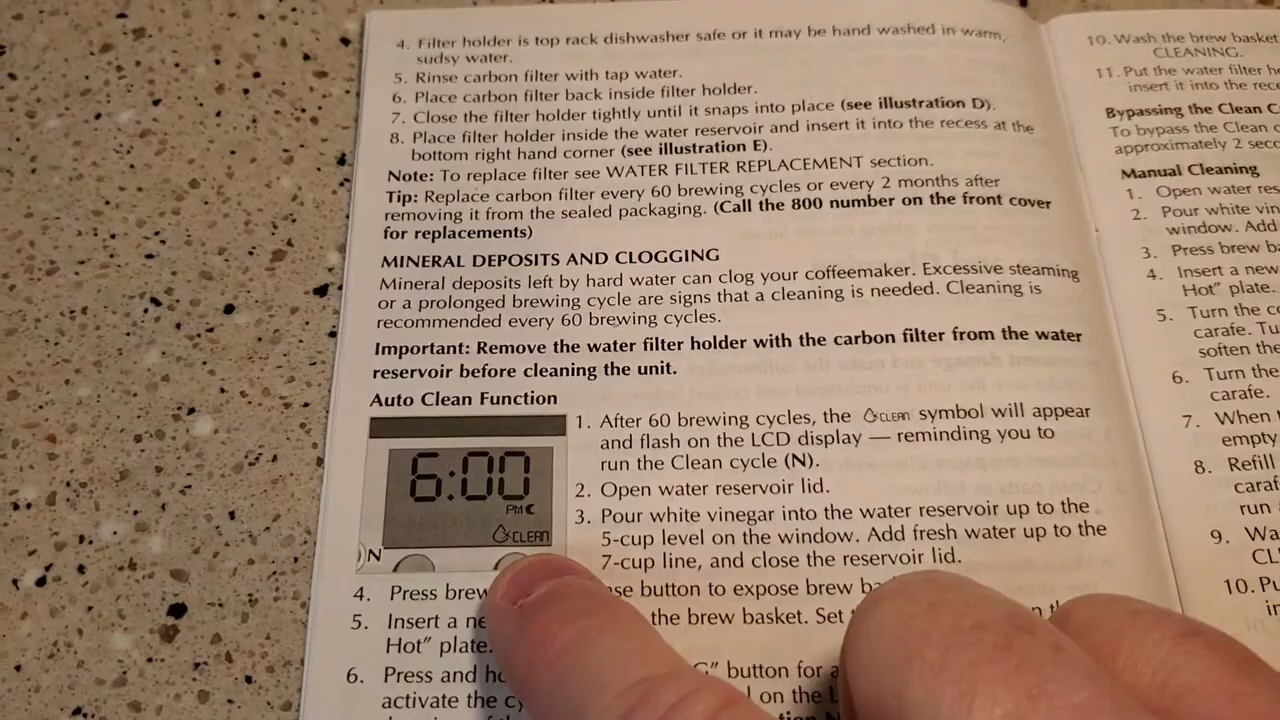 4. Filter holder is top rack dishwasher safe or it may be hand washed in warm,
sudsy water.
5. Rinse carbon filter with tap water.
6. Place carbon filter back inside filter holder.
7. Close the filter holder tightly until it snaps into place (see illustration D).
8. Place filter holder inside the water reservoir and insert it into the recess at the
bottom right hand corner (see illustration E).
Note: To replace filter see WATER FILTER REPLACEMENT section.
Tip: Replace carbon filter every 60 brewing cycles or every 2 months after
removing it from the sealed packaging. (Call the 800 number on the front cover
for replacements)
MINERAL DEPOSITS AND CLOGGING
Mineral deposits left by hard water can clog your coffeemaker. Excessive steaming
or a prolonged brewing cycle are signs that a cleaning is needed. Cleaning is
recommended every 60 brewing cycles.
Important: Remove the water filter holder with the carbon filter from the water
reservoir before cleaning the unit.
Auto Clean Function
6:00
PM
CLEAN
N
1. After 60 brewing cycles, the CLEAN symbol will appear
and flash on the LCD display — reminding you to
run the Clean cycle (N).
2. Open water reservoir lid.
3. Pour white vinegar into the water reservoir up to the
5-cup level on the window. Add fresh water up to the
7-cup line, and close the reservoir lid.
4. Press brew button to expose brew
5. Insert a the brew basket. Set
Hot" plate.
6. Press and button for
activate the on the
10. Wash the brew basket
CLEANING.
11. Put the water filter
insert it into the
Bypassing the Clean
To bypass the Clean
approximately 2
Manual Cleaning
1. Open water
2. Pour white
window. Add
3. Press brew
4. Insert a new
Hot" plate.
5. Turn the
carafe.
soften the
6. Turn the
carafe.
7. When
empty
8. Refill
run
9.
10.